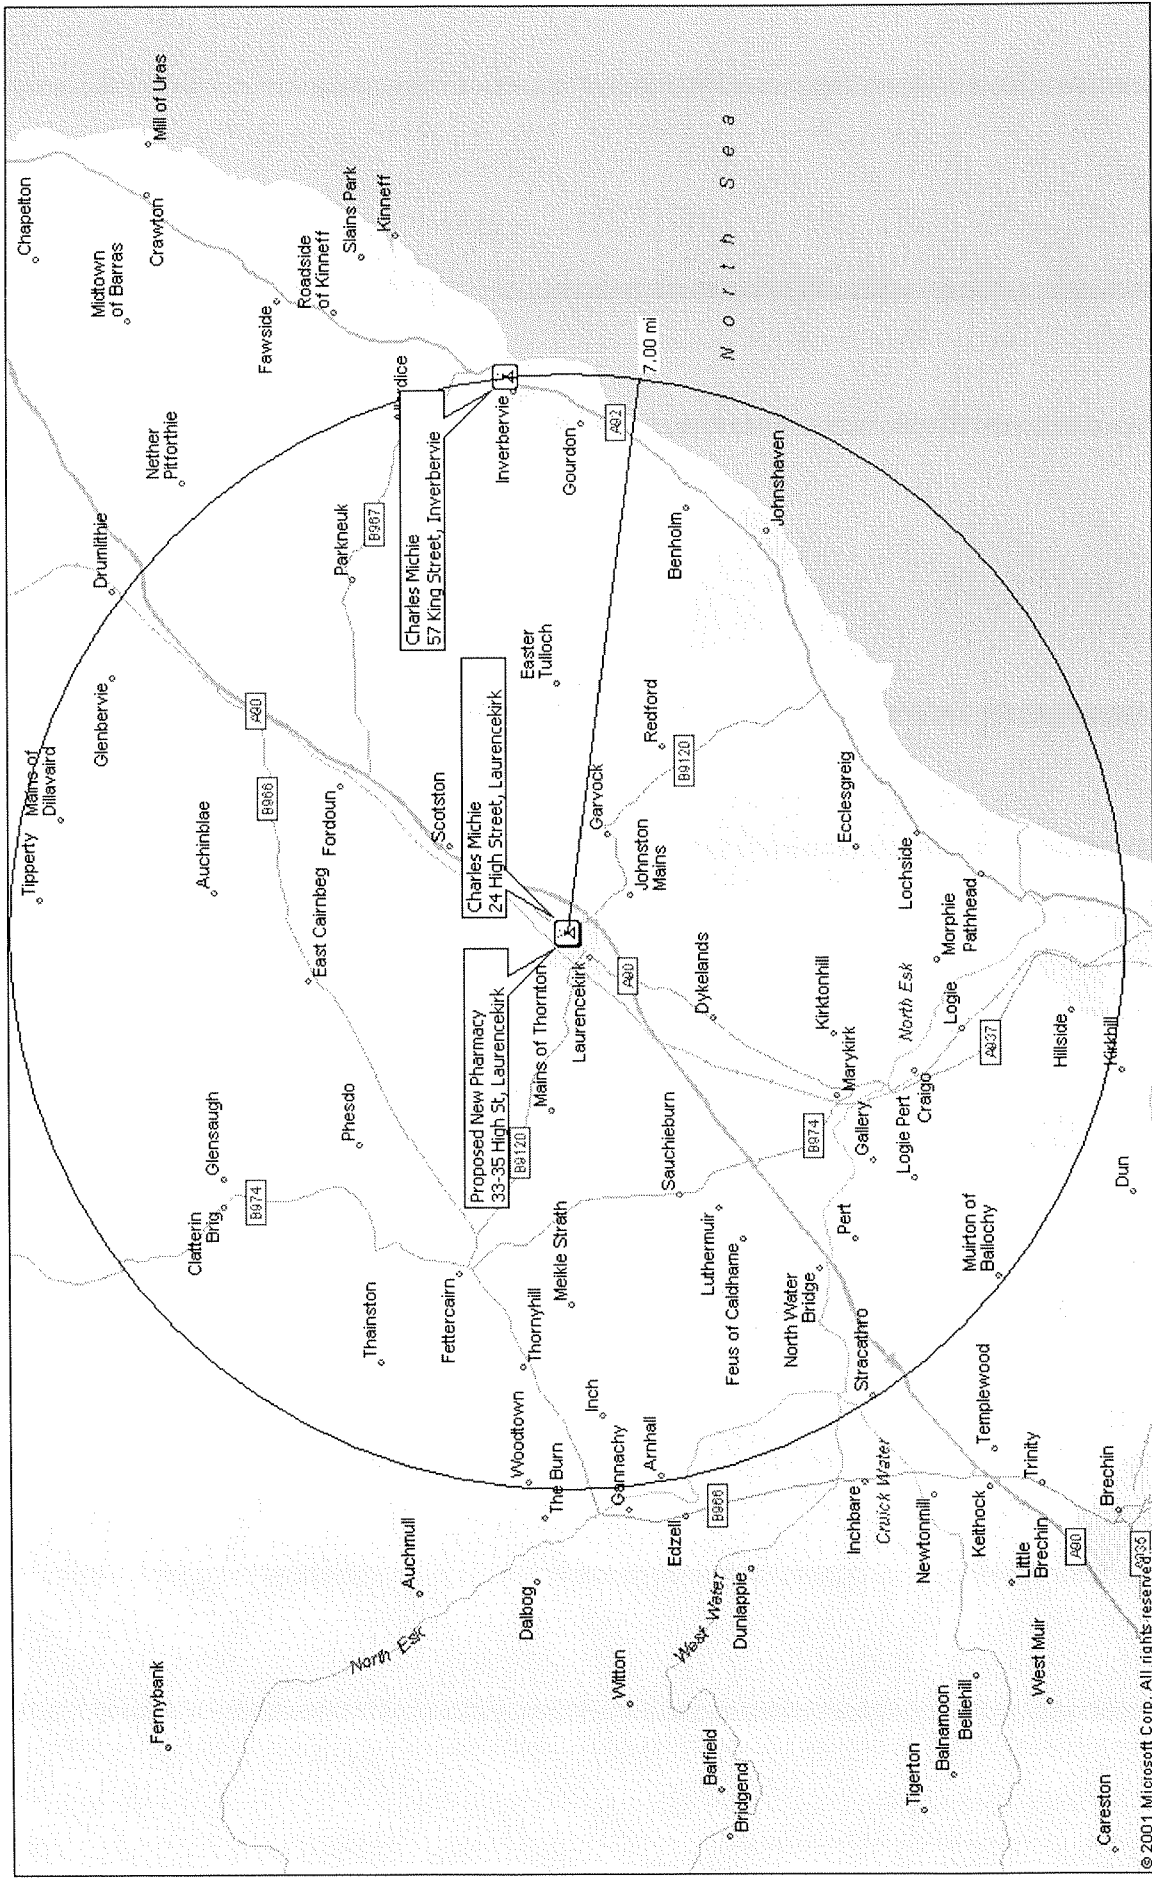 Fernybank
Clatterin
Brig
Glensaugh
B974
Auchinblae
Tipperty
Mains of
Dillavaird
Glenbervie
Drumlithie
Nether
Pitforthie
Midtown
of Barras
Chapelton
Crawton
Mill of Uras
B966
A90
Fawside
Roadside
of Kinneff
Slains Park
Kinneff
North Esk
Auchmull
Thainston
Phesdo
East Cairnbeg
Fordoun
Parkneuk
B967
Fettercairn
Scotston
Charles Michie
57 King Street, Inverbervie
Charles Michie
24 High Street, Laurencekirk
Proposed New Pharmacy
33-35 High St, Laurencekirk
Dalbog
The Burn
Woodtown
Thornyhill
Meikle Strath
B9120
Mains of Thornton
Laurencekirk
Easter
Tulloch
Inverbervie
Gourdon
A92
7.00 mi
Witton
Gannachy
Inch
Arnhall
A90
Johnston
Mains
Garvock
Redford
B9120
Benholm
Edzell
B966
Sauchieburn
Dykelands
North Sea
Johnshaven
Balfield
Bridgend
West Water
Dunlappie
Luthermuir
Feus of Caldhame
North Water
Bridge
B974
Kirktonhill
Marykirk
Ecclesgreig
Inchbare
Cruick Water
Stracathro
Pert
Gallery
Logie Pert
Craigo
North Esk
Lochside
Tigerton
Balnamoon
Belliehill
Newtonmill
Keithock
Templewood
Muirton of
Ballochy
Logie
A937
Morphie
Pathhead
West Muir
Little
Brechin
Trinity
A90
Hillside
Careston
Brechin
A935
Dun
Kirkhill
© 2001 Microsoft Corp. All rights reserved.